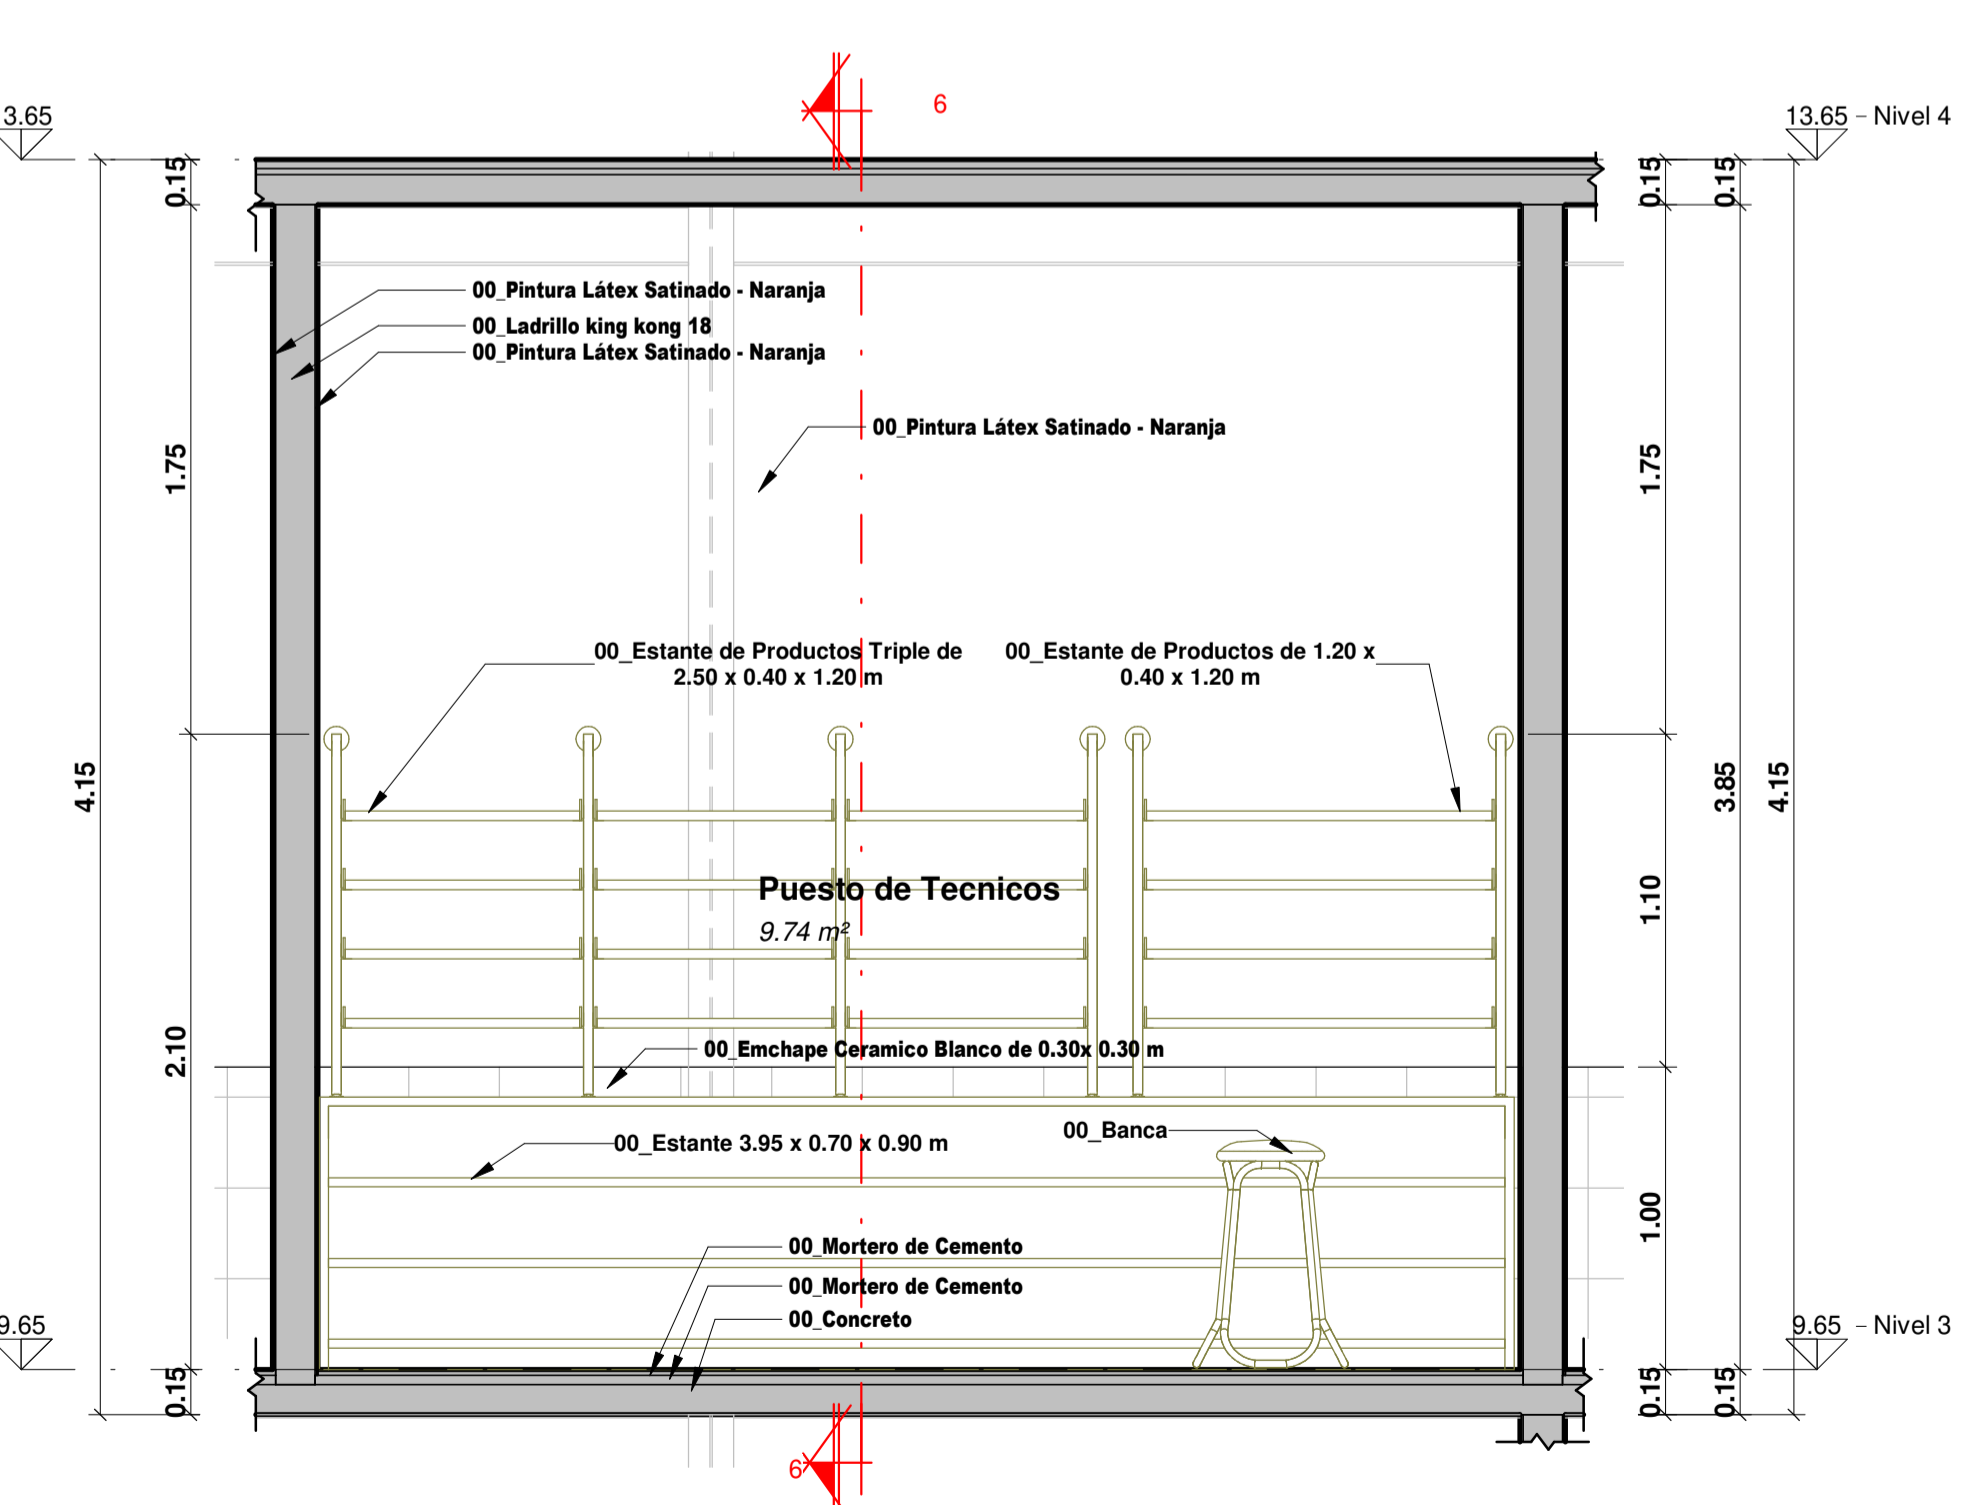 6
3.65
13.65 - Nivel 4
0.15
0.15
0.15
00_Pintura Látex Satinado - Naranja
00_Ladrillo king kong 18
00_Pintura Látex Satinado - Naranja
00_Pintura Látex Satinado - Naranja
1.75
1.75
00_Estante de Productos Triple de
2.50 x 0.40 x 1.20 m
00_Estante de Productos de 1.20 x
0.40 x 1.20 m
4.15
3.85
4.15
Puesto de Tecnicos
9.74 m²
1.10
2.10
00_Emchape Ceramico Blanco de 0.30x 0.30 m
00_Estante 3.95 x 0.70 x 0.90 m
00_Banca
1.00
00_Mortero de Cemento
00_Mortero de Cemento
00_Concreto
9.65
9.65 - Nivel 3
0.15
0.15
0.15
6